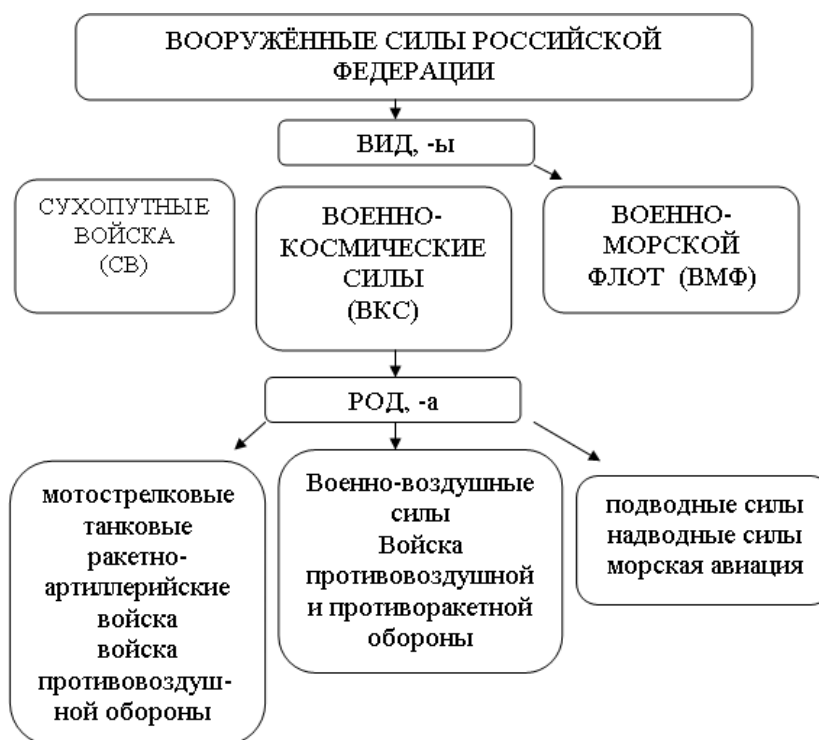 ВООРУЖЁННЫЕ СИЛЫ РОССИЙСКОЙ
ФЕДЕРАЦИИ
ВИД, -ы
СУХОПУТНЫЕ
ВОЙСКА
(СВ)
ВОЕННО-
КОСМИЧЕСКИЕ
СИЛЫ
(ВКС)
ВОЕННО-
МОРСКОЙ
ФЛОТ (ВМФ)
РОД, -а
мотострелковые
танковые
ракетно-
артиллерийские
войска
войска
противовоздуш-
ной обороны
Военно-воздушные
силы
Войска
противовоздушной
и противоракетной
обороны
подводные силы
надводные силы
морская авиация